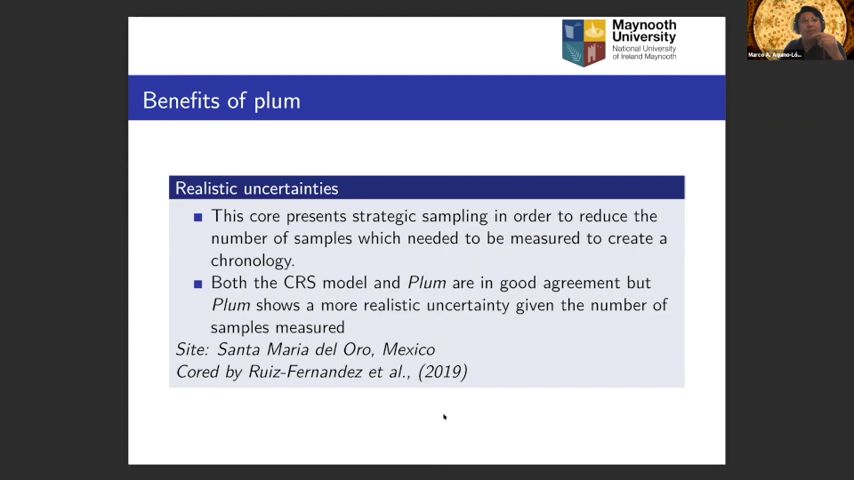 Maynooth
University
National University
of Ireland Maynooth
Benefits of plum
Realistic uncertainties
This core presents strategic sampling in order to reduce the
number of samples which needed to be measured to create a
chronology.
Both the CRS model and Plum are in good agreement but
Plum shows a more realistic uncertainty given the number of
samples measured
Site: Santa Maria del Oro, Mexico
Cored by Ruiz-Fernandez et al., (2019)
Marco A. Aquino-Ló...